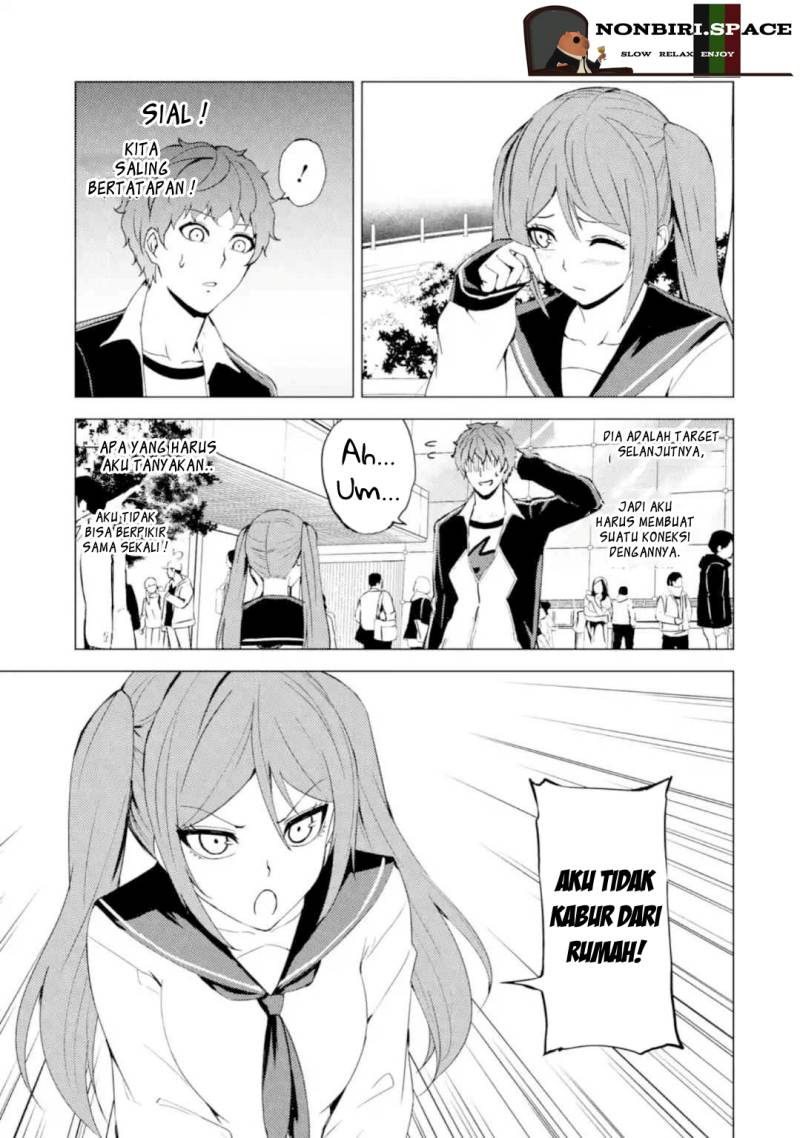 NONBIRI.SPACE
SLOW RELAX ENJOY
SIAL!
KITA
SALING
BERTATAPAN!
!
DIA ADALAH TARGET
SELANJUTNYA,
JADI AKU
HARUS MEMBUAT
SUATU KONEKSI
DENGANNYA.
Ah...
Um...
APA YANG HARUS
AKU TANYAKAN..
AKU TIDAK
BISA BERPIKIR
SAMA SEKALI!
AKU TIDAK
KABUR DARI
RUMAH!